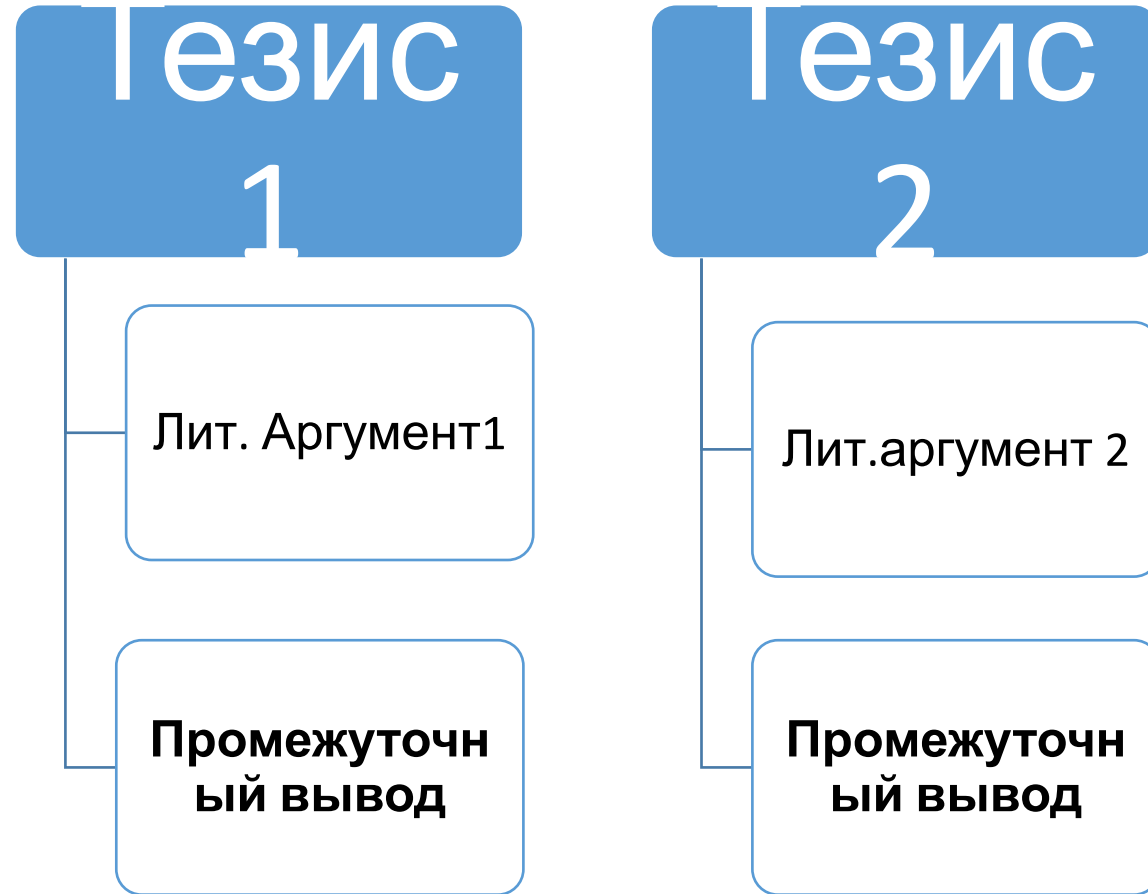 Тезис
1
Лит. Аргумент1
Промежуточн
ый вывод
Тезис
2
Лит.аргумент 2
Промежуточн
ый вывод